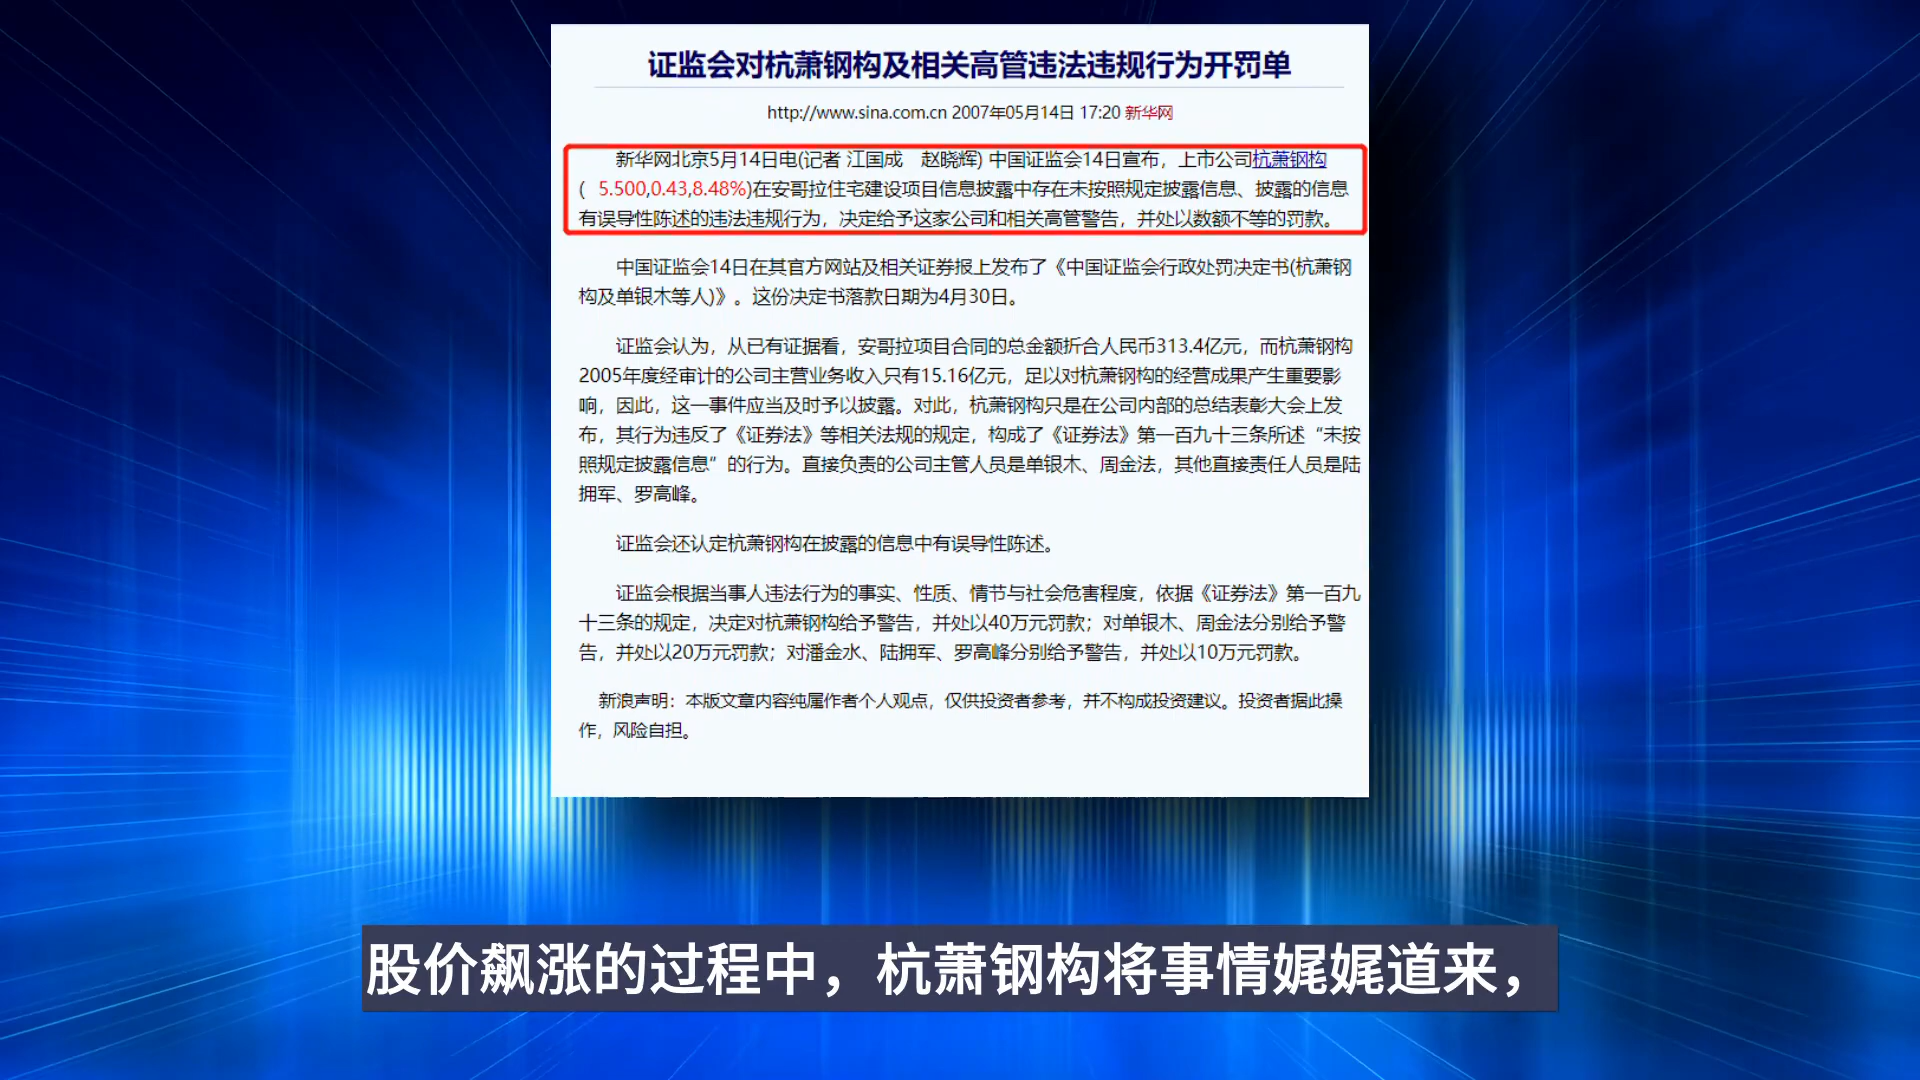 证监会对杭萧钢构及相关高管违法违规行为开罚单
http://www.sina.com.cn 2007年05月14日 17:20 新华网
新华网北京5月14日电(记者 江国成　赵晓辉) 中国证监会14日宣布，上市公司杭萧钢构
( 5.500,0.43,8.48%)在安哥拉住宅建设项目信息披露中存在未按照规定披露信息、披露的信息
有误导性陈述的违法违规行为，决定给予这家公司和相关高管警告，并处以数额不等的罚款。
中国证监会14日在其官方网站及相关证券报上发布了《中国证监会行政处罚决定书(杭萧钢
构及单银木等人)》。这份决定书落款日期为4月30日。
证监会认为，从已有证据看，安哥拉项目合同的总金额折合人民币313.4亿元，而杭萧钢构
2005年度经审计的公司主营业务收入只有15.16亿元，足以对杭萧钢构的经营成果产生重要影
响，因此，这一事件应当及时予以披露。对此，杭萧钢构只是在公司内部的总结表彰大会上发
布，其行为违反了《证券法》等相关法规的规定，构成了《证券法》第一百九十三条所述“未按
照规定披露信息”的行为。直接负责的公司主管人员是单银木、周金法，其他直接责任人员是陆
拥军、罗高峰。
证监会还认定杭萧钢构在披露的信息中有误导性陈述。
证监会根据当事人违法行为的事实、性质、情节与社会危害程度，依据《证券法》第一百九
十三条的规定，决定对杭萧钢构给予警告，并处以40万元罚款；对单银木、周金法分别给予警
告，并处以20万元罚款；对潘金水、陆拥军、罗高峰分别给予警告，并处以10万元罚款。
新浪声明：本版文章内容纯属作者个人观点，仅供投资者参考，并不构成投资建议。投资者据此操
作，风险自担。
股价飙涨的过程中，杭萧钢构将事情娓娓道来，